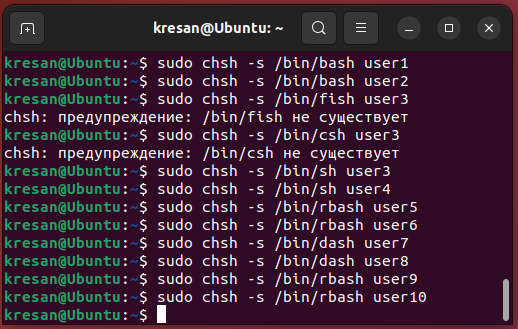 kresan@Ubuntu: ~
kresan@Ubuntu:~$ sudo chsh -s /bin/bash user1
kresan@Ubuntu:~$ sudo chsh -s /bin/bash user2
kresan@Ubuntu:~$ sudo chsh -s /bin/fish user3
chsh: предупреждение: /bin/fish не существует
kresan@Ubuntu:~$ sudo chsh -s /bin/csh user3
chsh: предупреждение: /bin/csh не существует
kresan@Ubuntu:~$ sudo chsh -s /bin/sh user3
kresan@Ubuntu:~$ sudo chsh -s /bin/sh user4
kresan@Ubuntu:~$ sudo chsh -s /bin/rbash user5
kresan@Ubuntu:~$ sudo chsh -s /bin/rbash user6
kresan@Ubuntu:~$ sudo chsh -s /bin/dash user7
kresan@Ubuntu:~$ sudo chsh -s /bin/dash user8
kresan@Ubuntu:~$ sudo chsh -s /bin/rbash user9
kresan@Ubuntu:~$ sudo chsh -s /bin/rbash user10
kresan@Ubuntu:~$